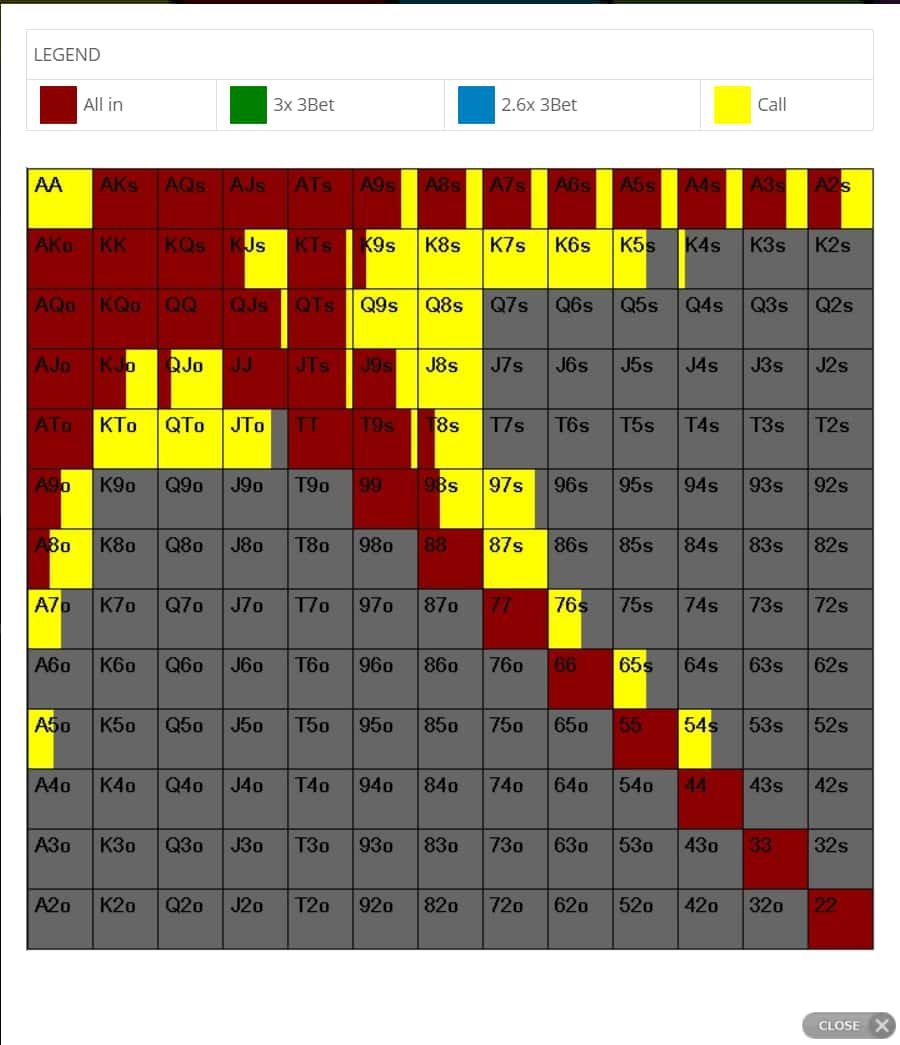 LEGEND
All in 3x 3Bet 2.6x 3Bet Call
AA AKs AQs AJs ATs A9s A8s A7s A6s A5s A4s A3s A2s
AKo KK KQs KJs KTs K9s K8s K7s K6s K5s K4s K3s K2s
AQo KQo QQ QJs QTs Q9s Q8s Q7s Q6s Q5s Q4s Q3s Q2s
AJo KJo QJo JJ JTs J9s J8s J7s J6s J5s J4s J3s J2s
ATo KTo QTo JTo TT T9s T8s T7s T6s T5s T4s T3s T2s
A9o K9o Q9o J9o T9o 99 98s 97s 96s 95s 94s 93s 92s
A8o K8o Q8o J8o T8o 98o 88 87s 86s 85s 84s 83s 82s
A7o K7o Q7o J7o T7o 97o 87o 77 76s 75s 74s 73s 72s
A6o K6o Q6o J6o T6o 96o 86o 76o 66 65s 64s 63s 62s
A5o K5o Q5o J5o T5o 95o 85o 75o 65o 55 54s 53s 52s
A4o K4o Q4o J4o T4o 94o 84o 74o 64o 54o 44 43s 42s
A3o K3o Q3o J3o T3o 93o 83o 73o 63o 53o 43o 33 32s
A2o K2o Q2o J2o T2o 92o 82o 72o 62o 52o 42o 32o 22
CLOSE